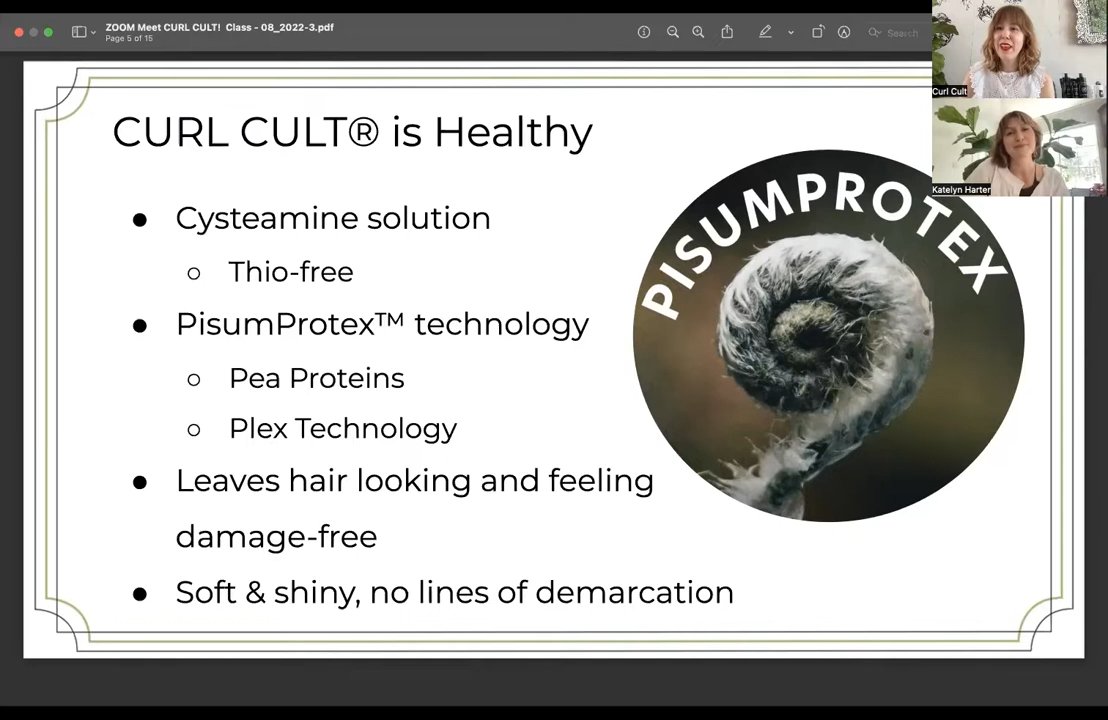 ZOOM Meet CURL CULT! Class - 08_2022-3.pdf
Page 5 of 15
Search
Curl Cult
Katelyn Harter
CURL CULT® is Healthy
PISUMPROTEX
● Cysteamine solution
○ Thio-free
● PisumProtex™ technology
○ Pea Proteins
○ Plex Technology
● Leaves hair looking and feeling
damage-free
● Soft & shiny, no lines of demarcation